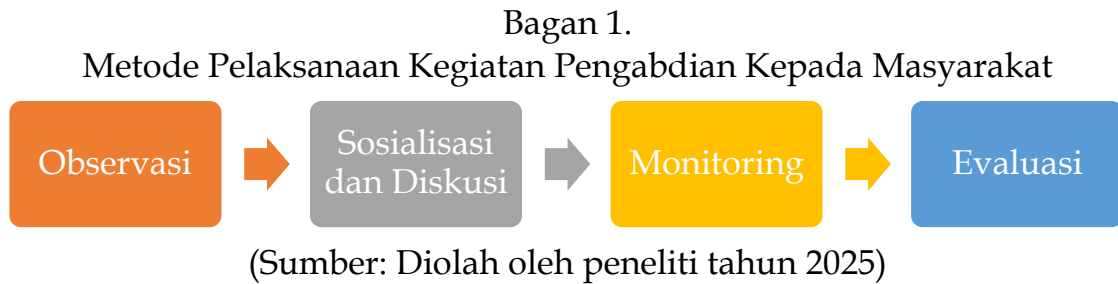 Bagan 1.
Metode Pelaksanaan Kegiatan Pengabdian Kepada Masyarakat
Observasi
Sosialisasi
dan Diskusi
Monitoring
Evaluasi
(Sumber: Diolah oleh peneliti tahun 2025)